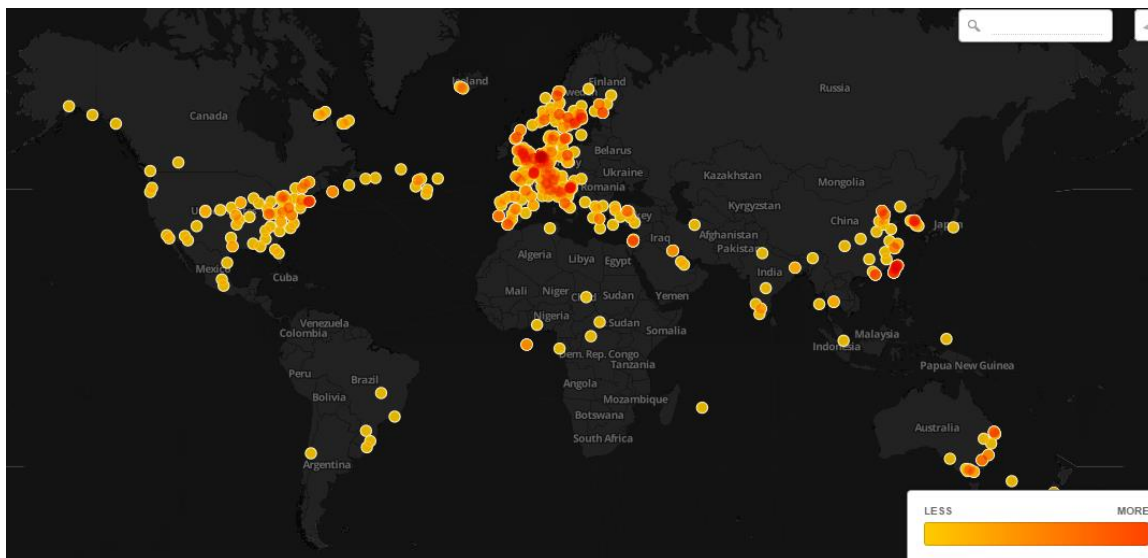 Iceland
Finland
Sweden
Russia
Canada
Belarus
Ukraine
Kazakhstan
Mongolia
Romania
Kyrgyzstan
China
Japan
Iraq
Afghanistan
Pakistan
Algeria
Libya
Egypt
Mexico
Cuba
India
Mali
Niger
Chad
Sudan
Yemen
Nigeria
Sudan
Somalia
Venezuela
Colombia
Malaysia
Indonesia
Dem. Rep. Congo
Tanzania
Papua New Guinea
Peru
Brazil
Bolivia
Angola
Mozambique
Botswana
Australia
South Africa
Argentina
LESS
MORE